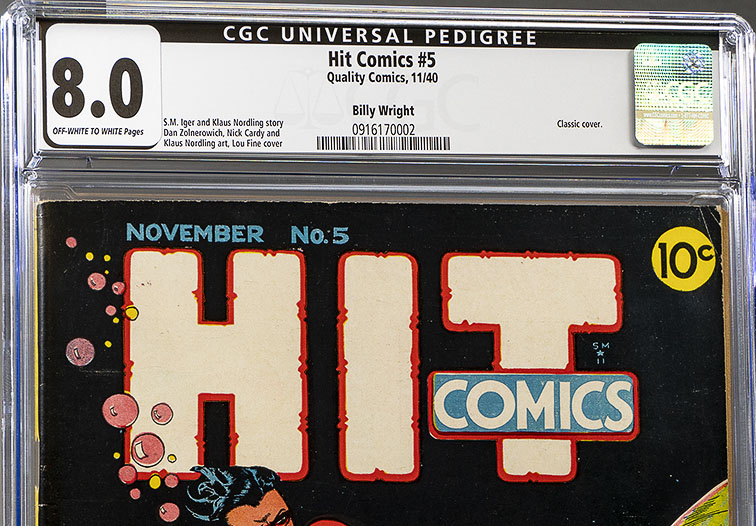 CGC UNIVERSAL PEDIGREE
8.0
OFF-WHITE TO WHITE Pages
Hit Comics #5
Quality Comics, 11/40
Billy Wright
0916170002
S.M. Iger and Klaus Nordling story
Dan Zolnerowich, Nick Cardy and
Klaus Nordling art, Lou Fine cover
Classic cover.
NOVEMBER No. 5
10¢
HIT
S M
★
11
COMICS